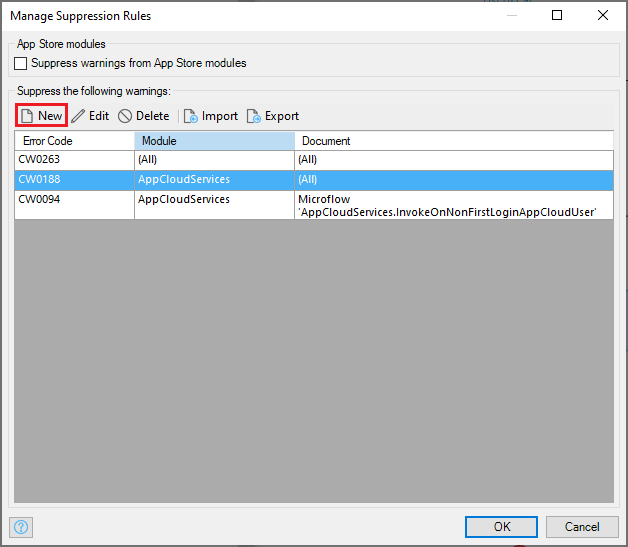 Manage Suppression Rules
App Store modules
Suppress warnings from App Store modules
Suppress the following warnings:
New Edit Delete Import Export
Error Code Module Document
CW0263 (All) (All)
CW0188 AppCloudServices (All)
CW0094 AppCloudServices Microflow
'AppCloudServices.InvokeOnNonFirstLoginAppCloudUser'
? OK Cancel